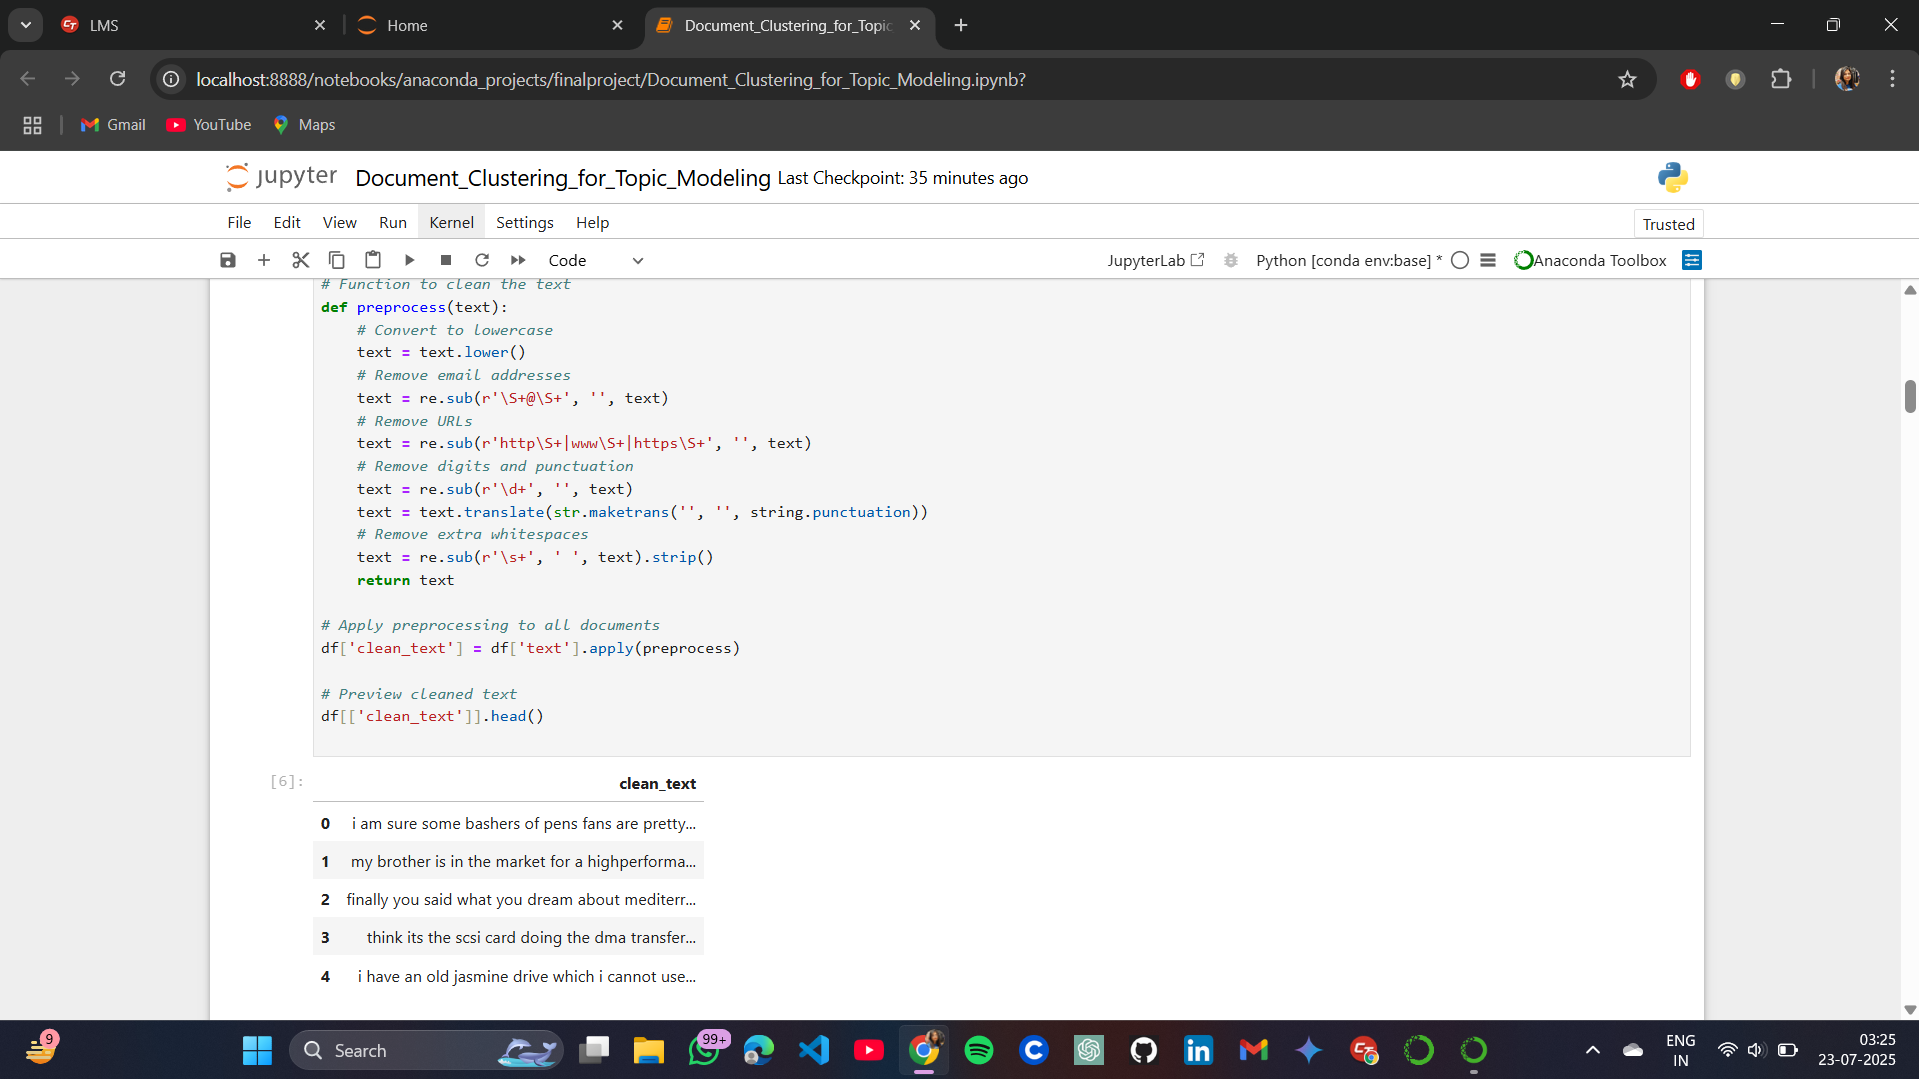 LMS
Home
Document_Clustering_for_Topic
localhost:8888/notebooks/anaconda_projects/finalproject/Document_Clustering_for_Topic_Modeling.ipynb?
Gmail
YouTube
Maps
jupyter Document_Clustering_for_Topic_Modeling Last Checkpoint: 35 minutes ago
File Edit View Run Kernel Settings Help
Trusted
Code
JupyterLab
Python [conda env:base] *
Anaconda Toolbox
# Function to clean the text
def preprocess(text):
    # Convert to lowercase
    text = text.lower()
    # Remove email addresses
    text = re.sub(r'\S+@\S+', '', text)
    # Remove URLs
    text = re.sub(r'http\S+|www\S+|https\S+', '', text)
    # Remove digits and punctuation
    text = re.sub(r'\d+', '', text)
    text = text.translate(str.maketrans('', '', string.punctuation))
    # Remove extra whitespaces
    text = re.sub(r'\s+', ' ', text).strip()
    return text
# Apply preprocessing to all documents
df['clean_text'] = df['text'].apply(preprocess)
# Preview cleaned text
df[['clean_text']].head()
[6]:
clean_text
0 i am sure some bashers of pens fans are pretty...
1 my brother is in the market for a highperforma...
2 finally you said what you dream about mediterr...
3 think its the scsi card doing the dma transfer...
4 i have an old jasmine drive which i cannot use...
9
Search
99+
ENG
IN
03:25
23-07-2025